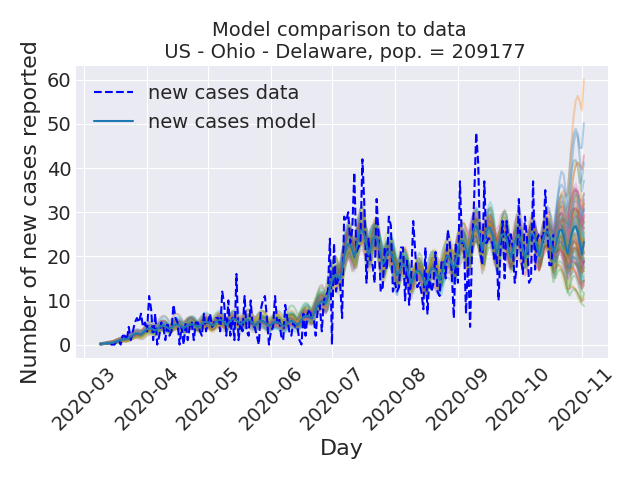 Model comparison to data
US - Ohio - Delaware, pop. = 209177
Number of new cases reported
60
50
40
30
20
10
0
new cases data
new cases model
2020-03
2020-04
2020-05
2020-06
2020-07
2020-08
2020-09
2020-10
2020-11
Day